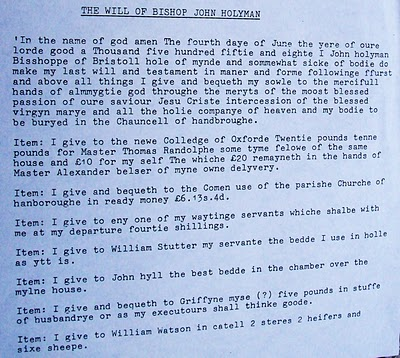 THE WILL OF BISHOP JOHN HOLYMAN
'In the name of god amen The fourth daye of June the yere of oure
lorde good a Thousand five hundred fiftie and eighte I John holyman
Bisshoppe of Bristoll hole of mynde and sommewhat sicke of bodie do
make my last will and testament in maner and forme followinge ffurst
and above all things I give and bequeth my sowle to the mercifull
hands of almmygtie god throughe the meryts of the moost blessed
passion of oure saviour Jesu Criste intercession of the blessed
virgyn marye and all the holie companye of heaven and my bodie to
be buryed in the Chauncell of handbroughe.
Item: I give to the new Colledge of Oxforde Twentie pounds tenne
pounds for Master Thomas Randolphe some tyme felowe of the same
house and £10 for my self The whiche £20 remayneth in the hands of
Master Alexander belser of myne owne delyvery.
Item: I give and bequeth to the Comen use of the parishe Churche of
hanboroughe in ready money £6.13s.4d.
Item: I give to eny one of my waytinge servants whiche shalbe with
me at my departure fourtie shillings.
Item: I give to William Stutter my servante the bedde I use in holle
as ytt is.
Item: I give to John hyll the best bedde in the chamber over the
mylne house.
Item: I give and bequeth to Griffyne myse (?) five pounds in stuffe
of husbandrye or as my executours shall thinke goode.
Item: I give to William Watson in catell 2 steres 2 heifers and
sixe sheepe.